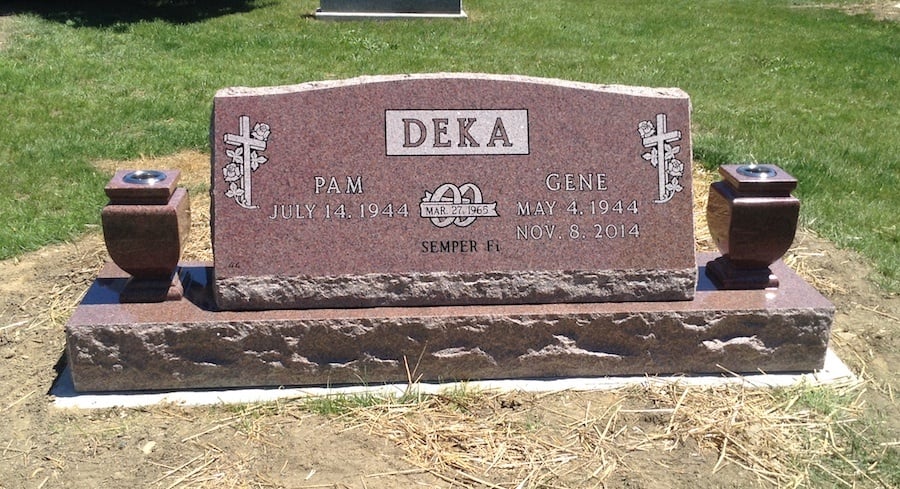 DEKA
PAM
JULY 14, 1944
MAR. 27, 1965
GENE
MAY 4, 1944
NOV. 8, 2014
SEMPER Fi